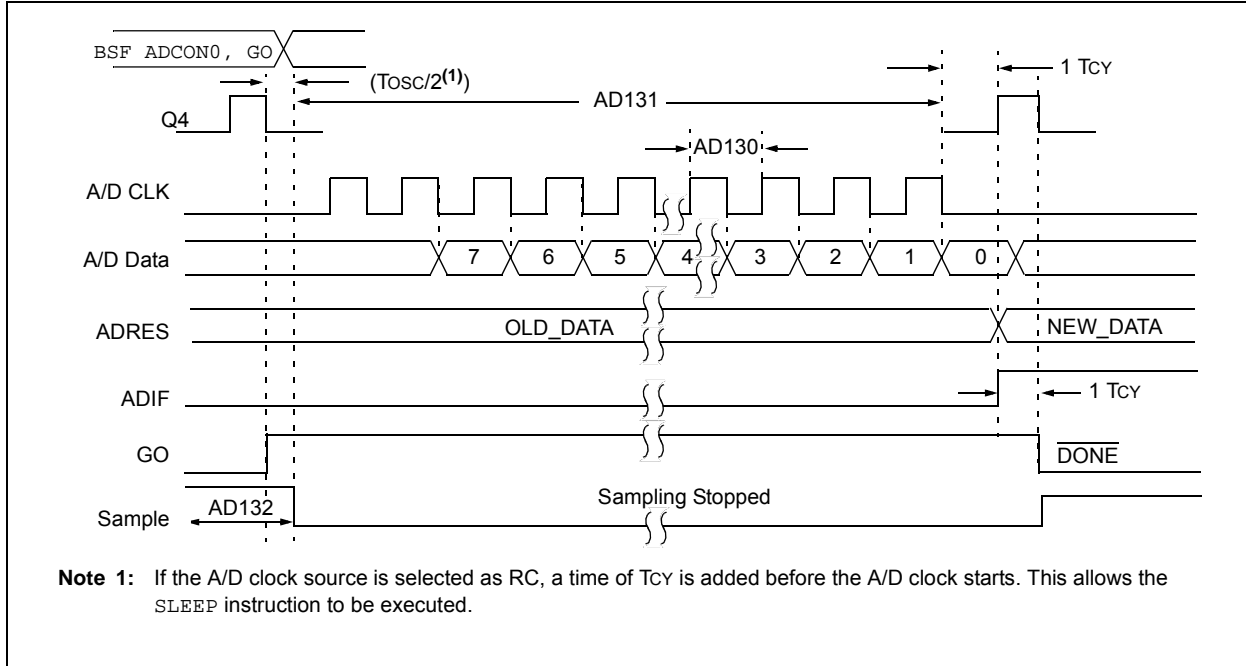 BSF ADCON0, GO
(TOSC/2(1))
1 TCY
AD131
Q4
AD130
A/D CLK
A/D Data
7 6 5 4 3 2 1 0
ADRES
OLD_DATA
NEW_DATA
ADIF
1 TCY
GO
DONE
Sample
AD132
Sampling Stopped
Note 1: If the A/D clock source is selected as RC, a time of TCY is added before the A/D clock starts. This allows the
SLEEP instruction to be executed.